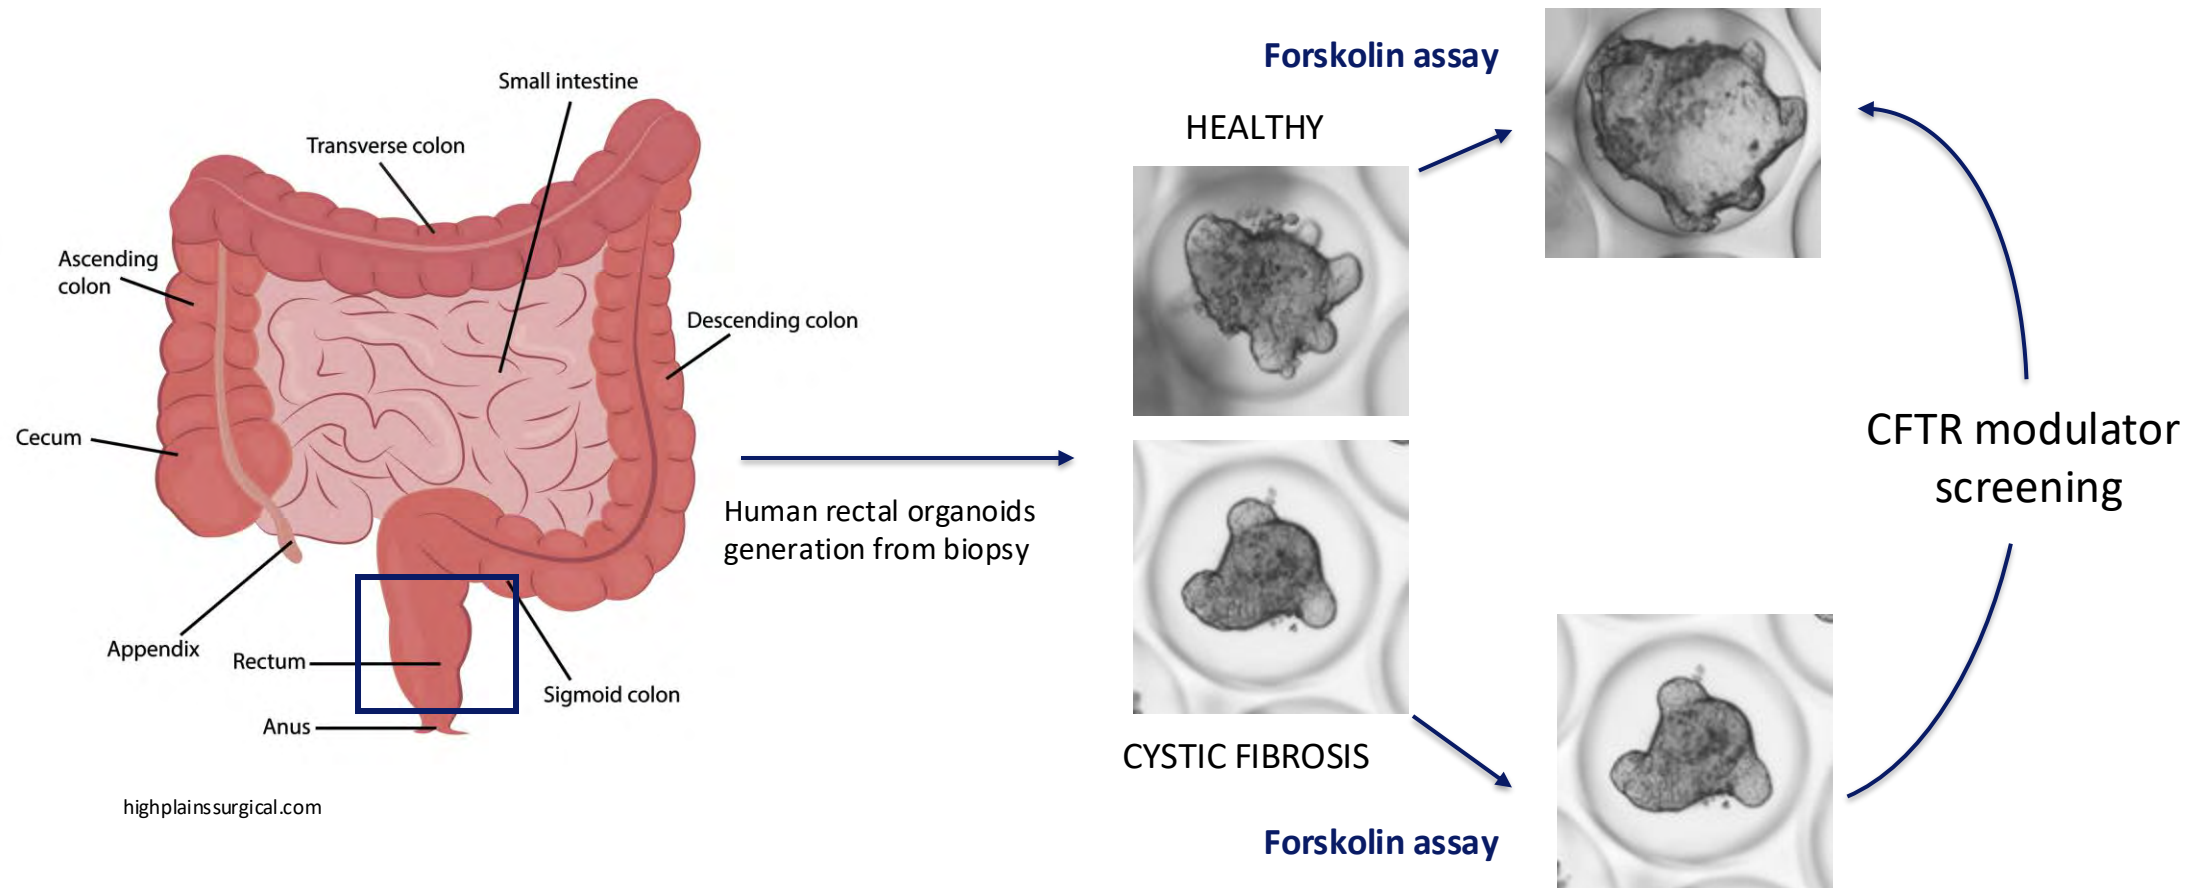 Small intestine
Transverse colon
Ascending
colon
Descending colon
Cecum
Appendix
Rectum
Sigmoid colon
Anus
highplainssurgical.com
Human rectal organoids
generation from biopsy
Forskolin assay
HEALTHY
CYSTIC FIBROSIS
Forskolin assay
CFTR modulator
screening